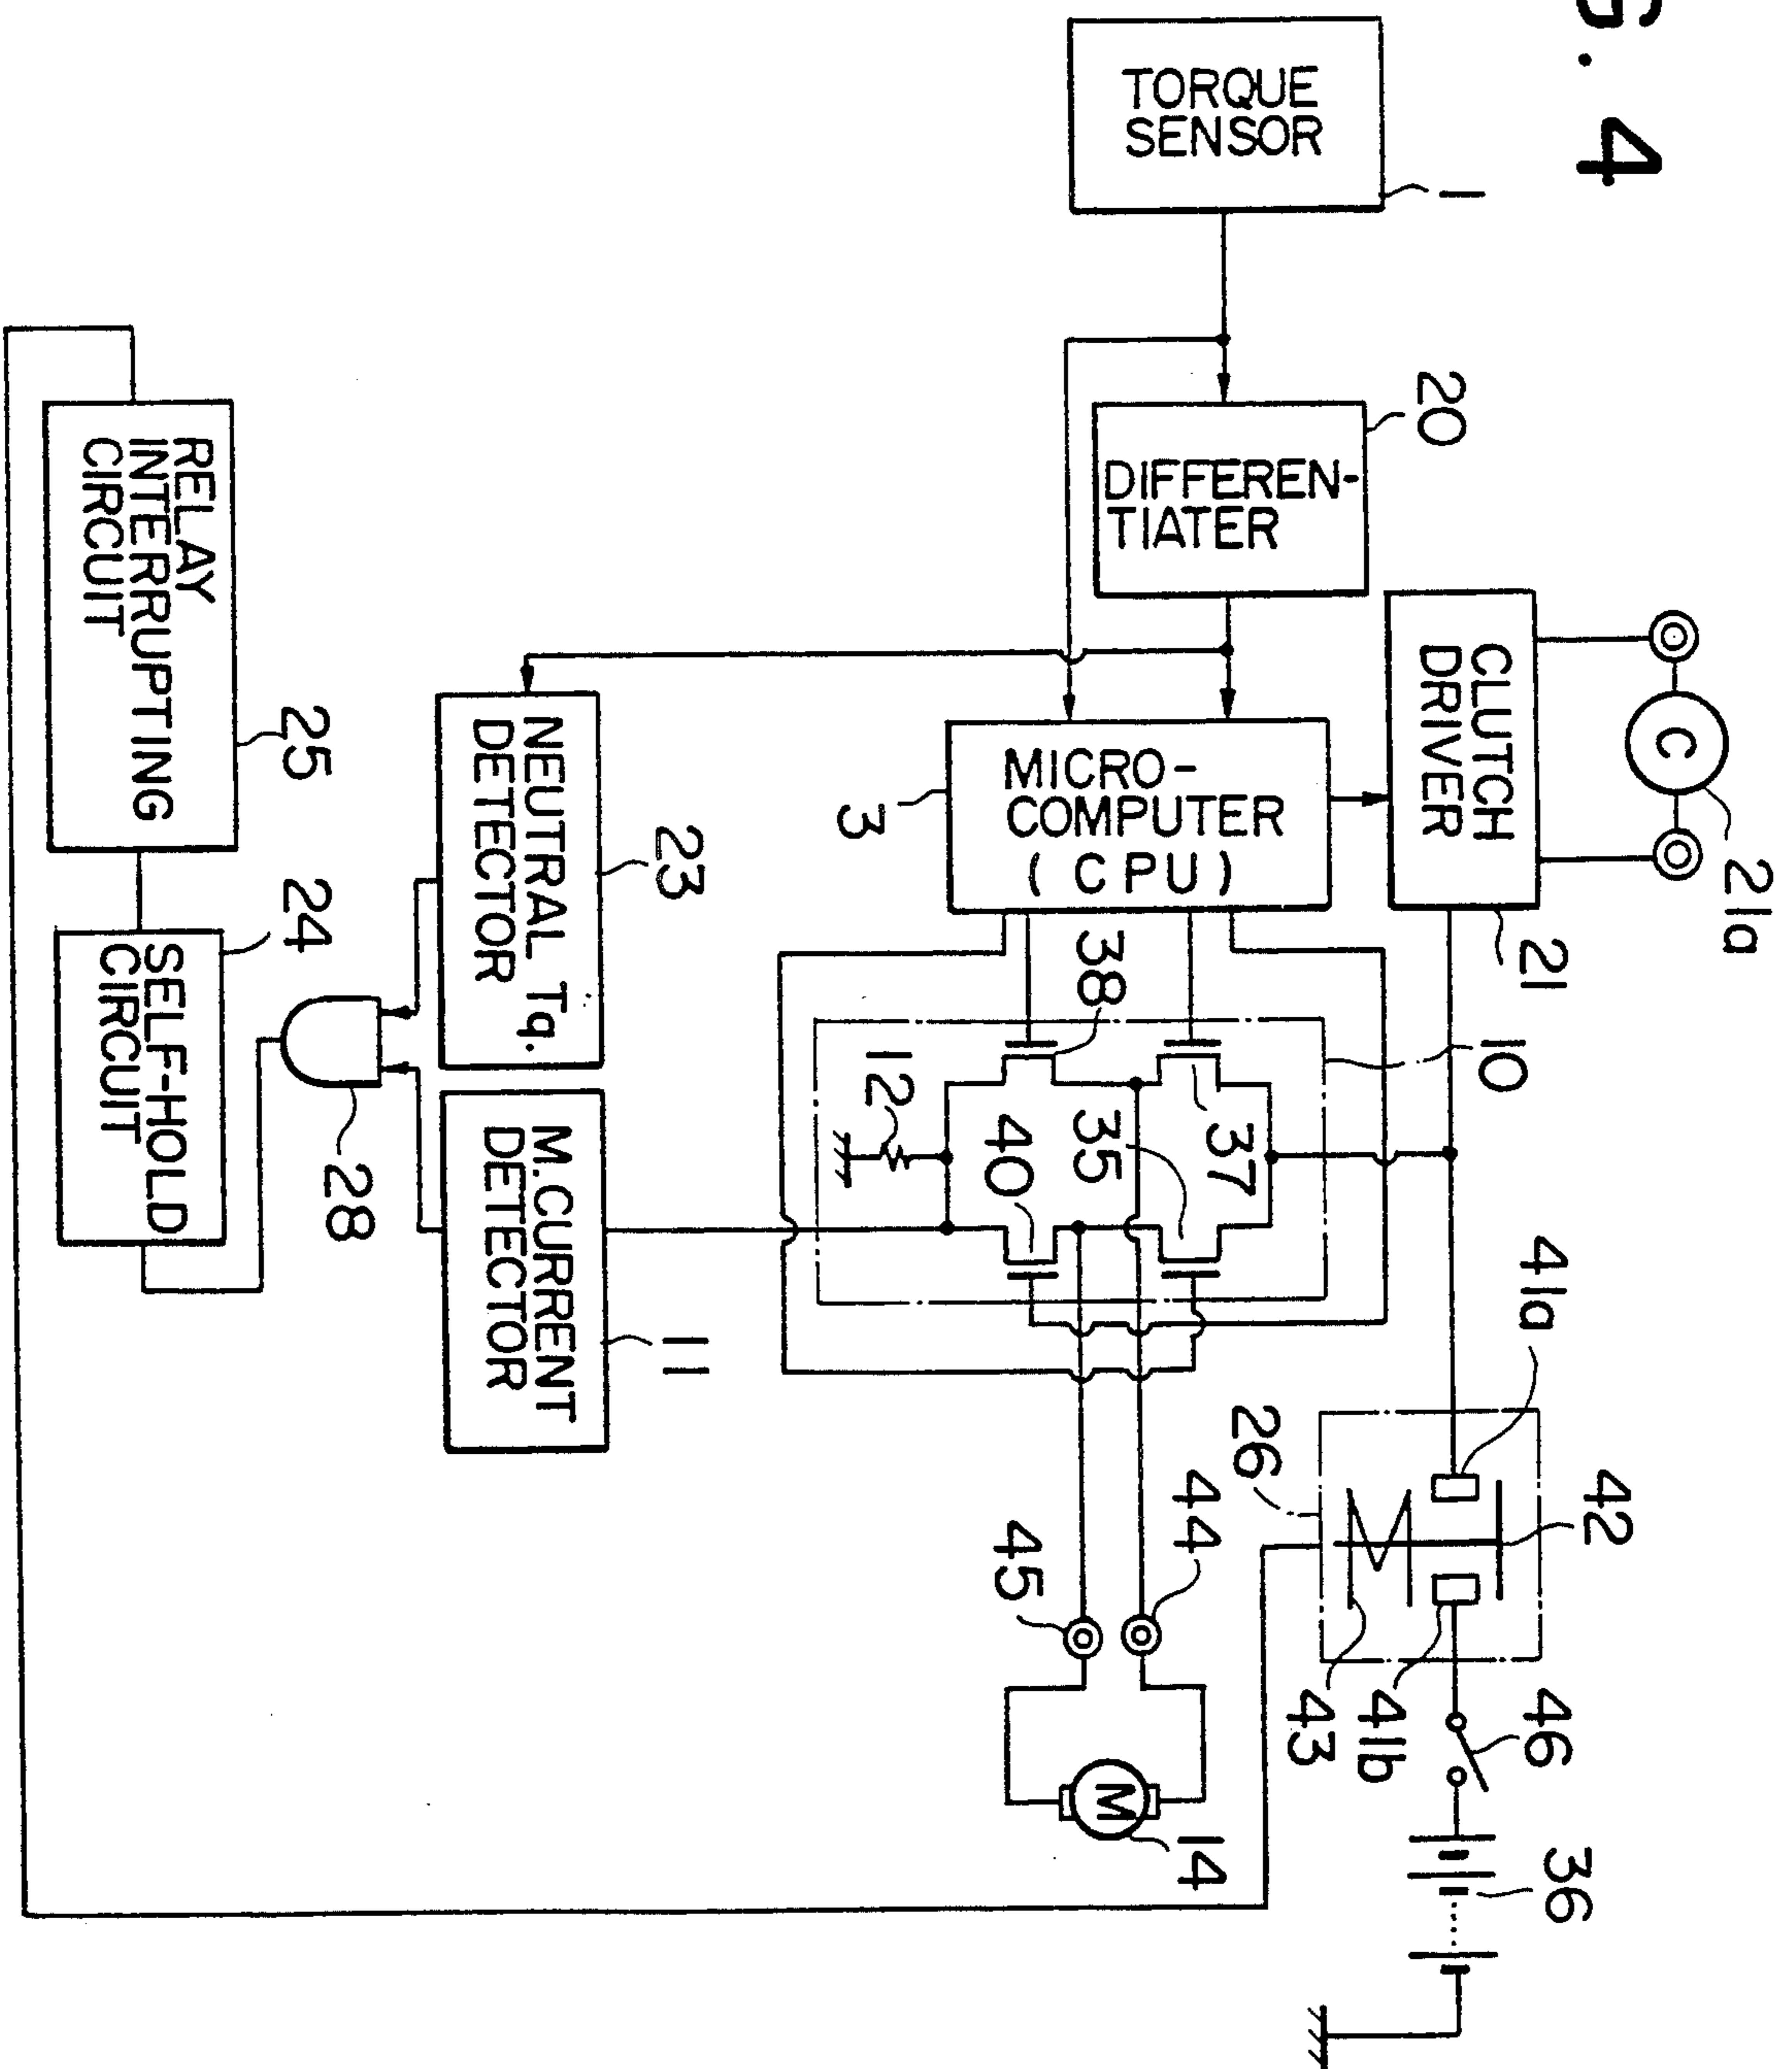 G. 4
TORQUE
SENSOR
1
20
DIFFEREN-
TIATER
CLUTCH
DRIVER
C
21a
21
MICRO-
COMPUTER
(CPU)
3
10
38
37
35
12
40
41a
42
26
43
41b
46
36
44
45
M
14
NEUTRAL Tq.
DETECTOR
23
M.CURRENT
DETECTOR
11
28
RELAY
INTERRUPTING
CIRCUIT
25
SELF-HOLD
CIRCUIT
24